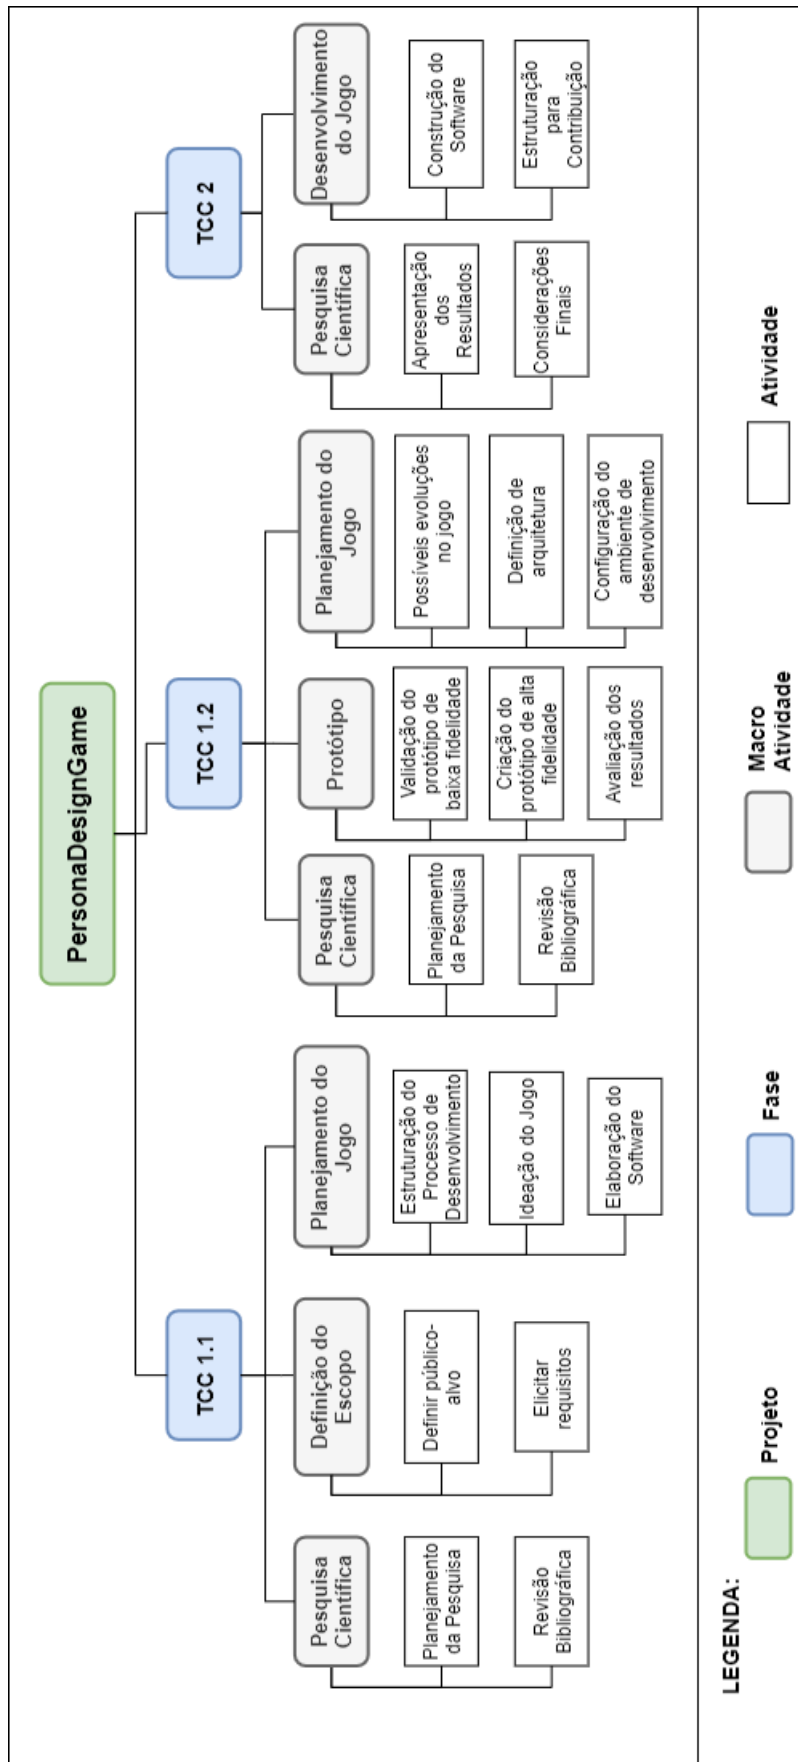 PersonaDesignGame
TCC 1.1
TCC 1.2
TCC 2
Pesquisa
Científica
Planejamento
da Pesquisa
Revisão
Bibliográfica
Definição do
Escopo
Definir público-
alvo
Elicitar
requisitos
Planejamento do
Jogo
Estruturação do
Processo de
Desenvolvimento
Ideação do Jogo
Elaboração do
Software
Pesquisa
Científica
Planejamento
da Pesquisa
Revisão
Bibliográfica
Protótipo
Validação do
protótipo de
baixa fidelidade
Criação do
protótipo de alta
fidelidade
Avaliação dos
resultados
Planejamento do
Jogo
Possíveis evoluções
no jogo
Definição de
arquitetura
Configuração do
ambiente de
desenvolvimento
Pesquisa
Científica
Apresentação
dos
Resultados
Considerações
Finais
Desenvolvimento
do Jogo
Construção do
Software
Estruturação
para
Contribuição
LEGENDA:
Projeto
Fase
Macro
Atividade
Atividade